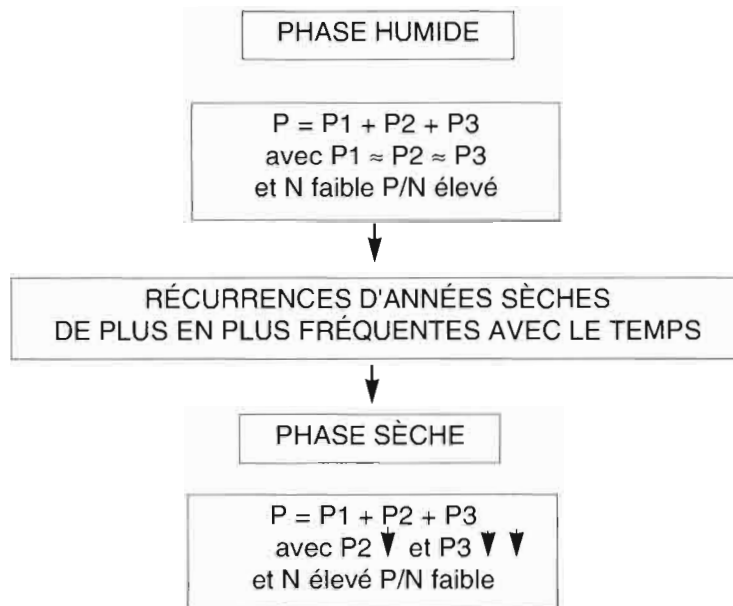 PHASE HUMIDE
P = P1 + P2 + P3
avec P1 ≈ P2 ≈ P3
et N faible P/N élevé
RÉCURRENCES D'ANNÉES SÈCHES
DE PLUS EN PLUS FRÉQUENTES AVEC LE TEMPS
PHASE SÈCHE
P = P1 + P2 + P3
avec P2 ↓ et P3 ↓ ↓
et N élevé P/N faible